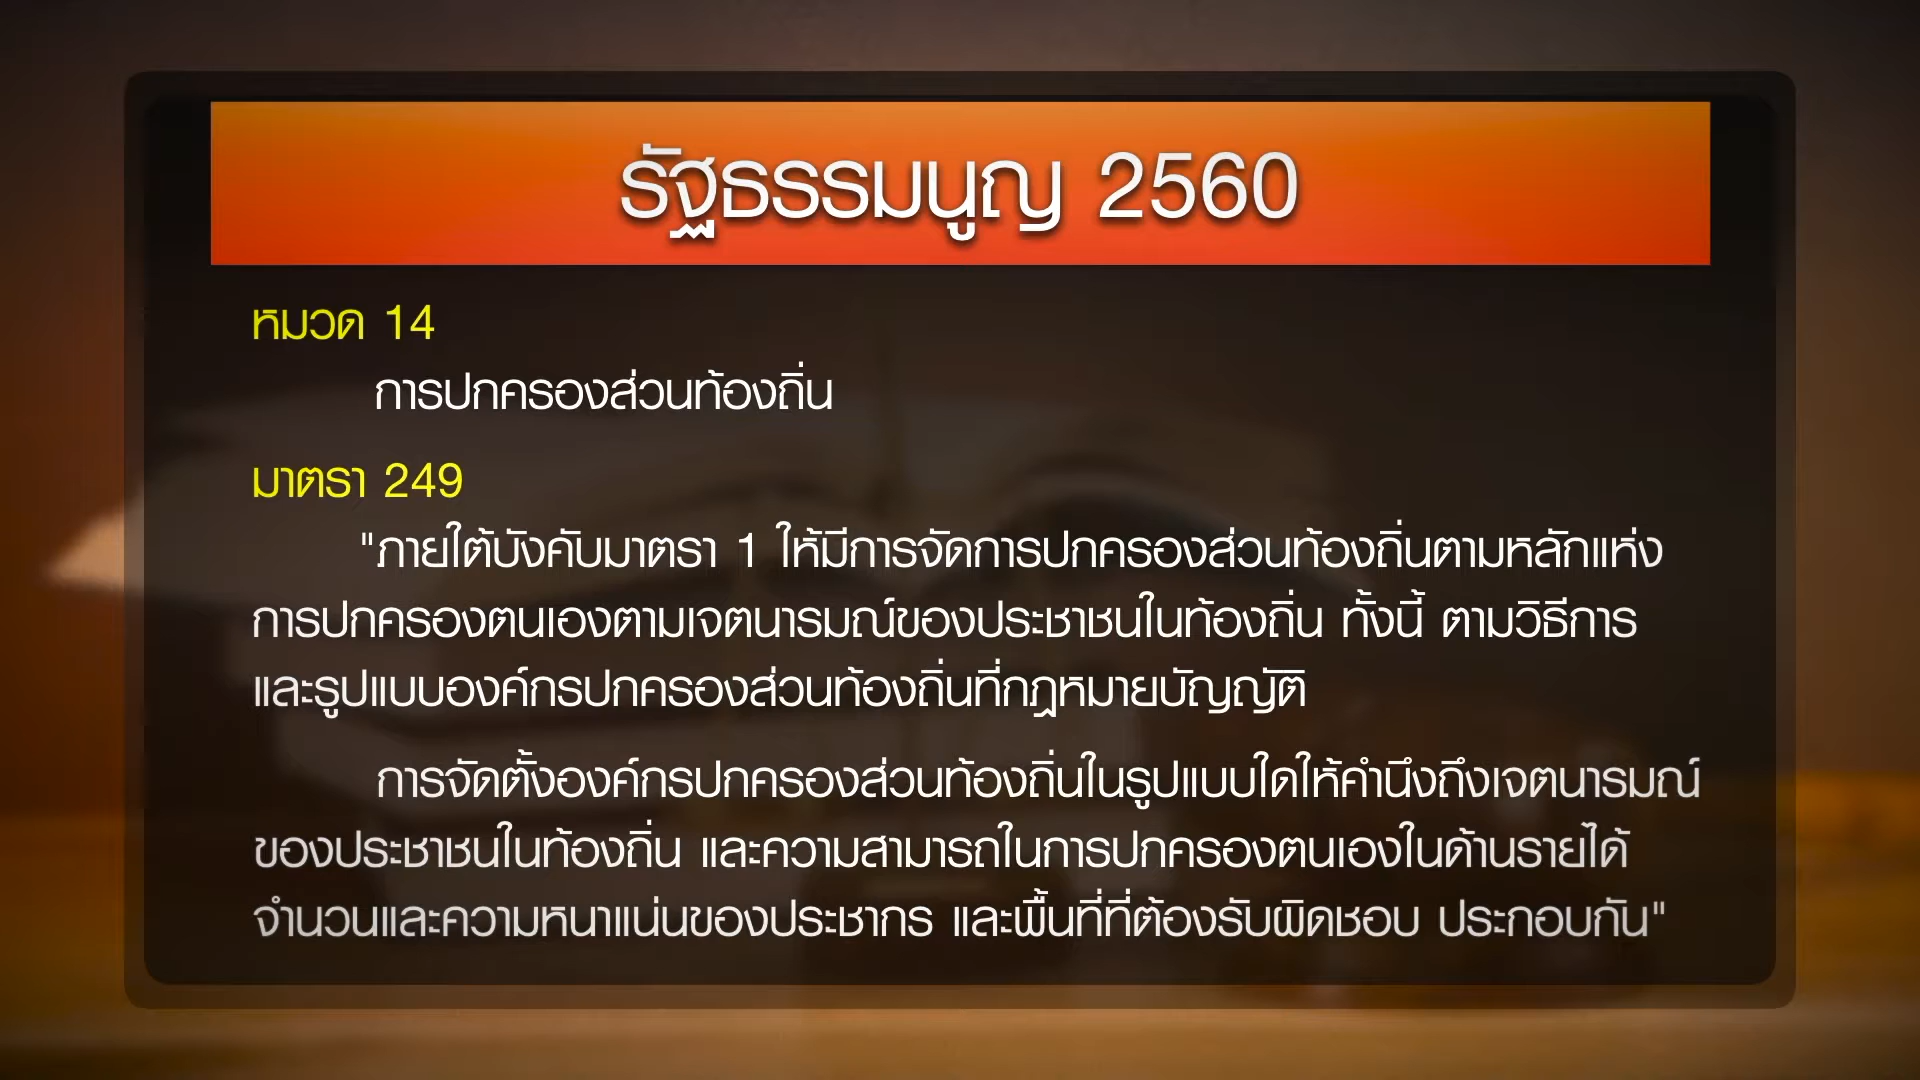 รัฐธรรมนูญ 2560
หมวด 14
การปกครองส่วนท้องถิ่น
มาตรา 249
"ภายใต้บังคับมาตรา 1 ให้มีการจัดการปกครองส่วนท้องถิ่นตามหลักแห่ง
การปกครองตนเองตามเจตนารมณ์ของประชาชนในท้องถิ่น ทั้งนี้ ตามวิธีการ
และรูปแบบองค์กรปกครองส่วนท้องถิ่นที่กฎหมายบัญญัติ
การจัดตั้งองค์กรปกครองส่วนท้องถิ่นในรูปแบบใดให้คำนึงถึงเจตนารมณ์
ของประชาชนในท้องถิ่น และความสามารถในการปกครองตนเองในด้านรายได้
จำนวนและความหนาแน่นของประชากร และพื้นที่ที่ต้องรับผิดชอบ ประกอบกัน"